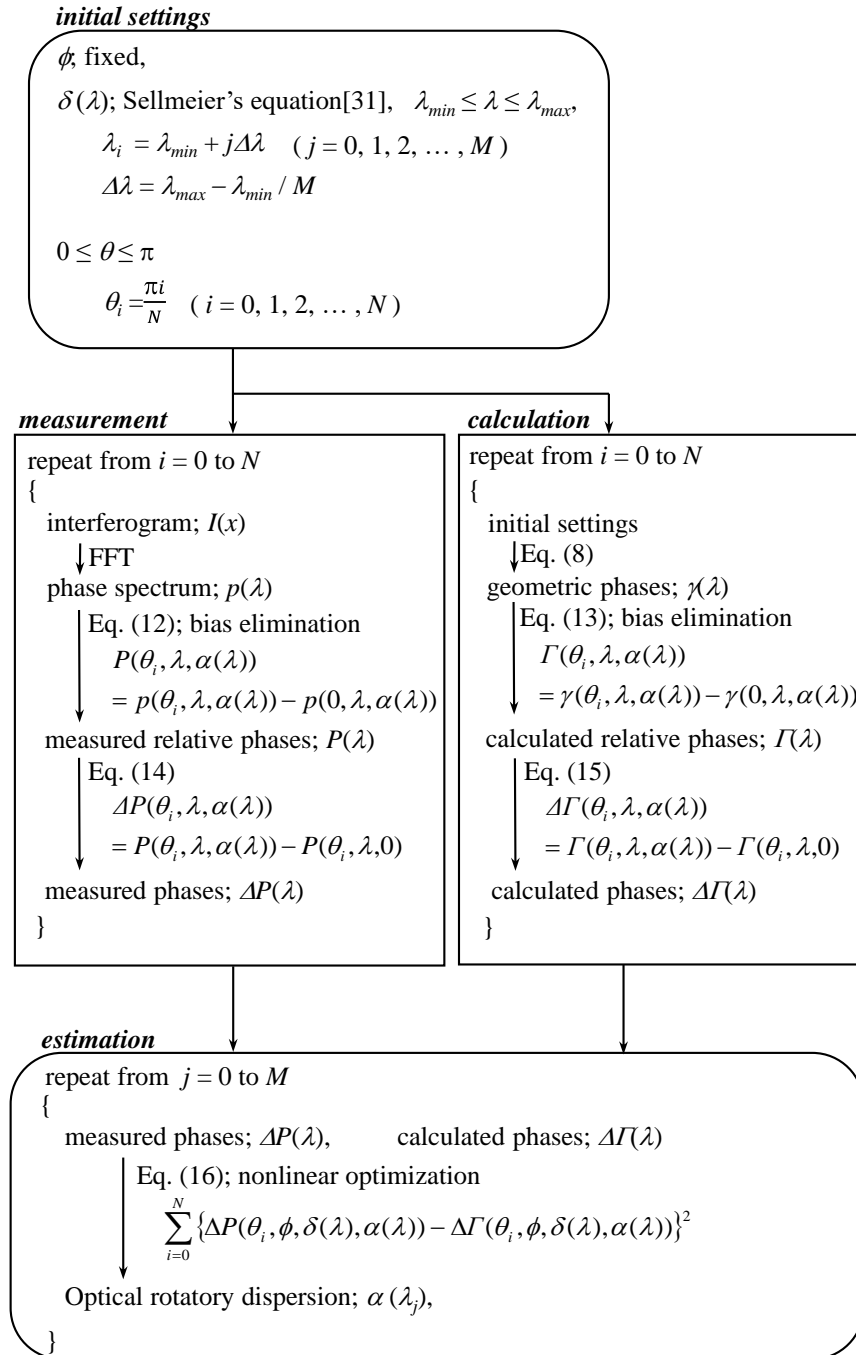 initial settings
ϕ; fixed,
δ(λ); Sellmeier's equation[31], λmin ≤ λ ≤ λmax,
λi = λmin + jΔλ ( j = 0, 1, 2, … , M )
Δλ = λmax − λmin / M
0 ≤ θ ≤ π
θi = πi/N ( i = 0, 1, 2, … , N )
measurement
repeat from i = 0 to N
{
interferogram; I(x)
FFT
phase spectrum; p(λ)
Eq. (12); bias elimination
P(θi, λ, α(λ))
= p(θi, λ, α(λ)) − p(0, λ, α(λ))
measured relative phases; P(λ)
Eq. (14)
ΔP(θi, λ, α(λ))
= P(θi, λ, α(λ)) − P(θi, λ,0)
measured phases; ΔP(λ)
}
calculation
repeat from i = 0 to N
{
initial settings
Eq. (8)
geometric phases; γ(λ)
Eq. (13); bias elimination
Γ(θi, λ, α(λ))
= γ(θi, λ, α(λ)) − γ(0, λ, α(λ))
calculated relative phases; Γ(λ)
Eq. (15)
ΔΓ(θi, λ, α(λ))
= Γ(θi, λ, α(λ)) − Γ(θi, λ,0)
calculated phases; ΔΓ(λ)
}
estimation
repeat from j = 0 to M
{
measured phases; ΔP(λ), calculated phases; ΔΓ(λ)
Eq. (16); nonlinear optimization
∑_{i=0}^{N} {ΔP(θi, ϕ, δ(λ), α(λ)) − ΔΓ(θi, ϕ, δ(λ), α(λ))}²
Optical rotatory dispersion; α (λj),
}